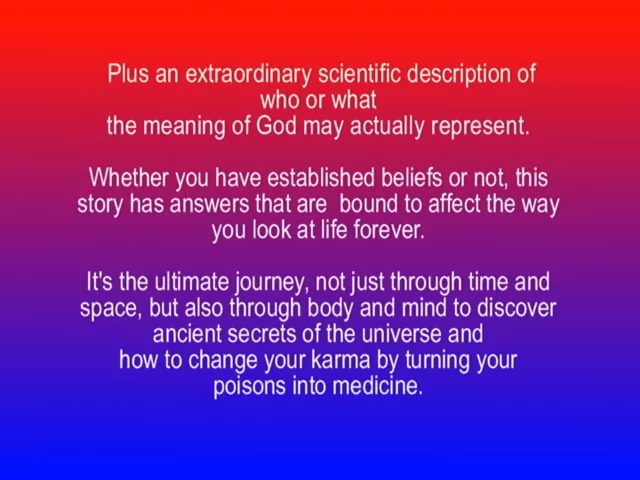 Plus an extraordinary scientific description of
who or what
the meaning of God may actually represent.
Whether you have established beliefs or not, this
story has answers that are  bound to affect the way
you look at life forever.
It's the ultimate journey, not just through time and
space, but also through body and mind to discover
ancient secrets of the universe and
how to change your karma by turning your
poisons into medicine.